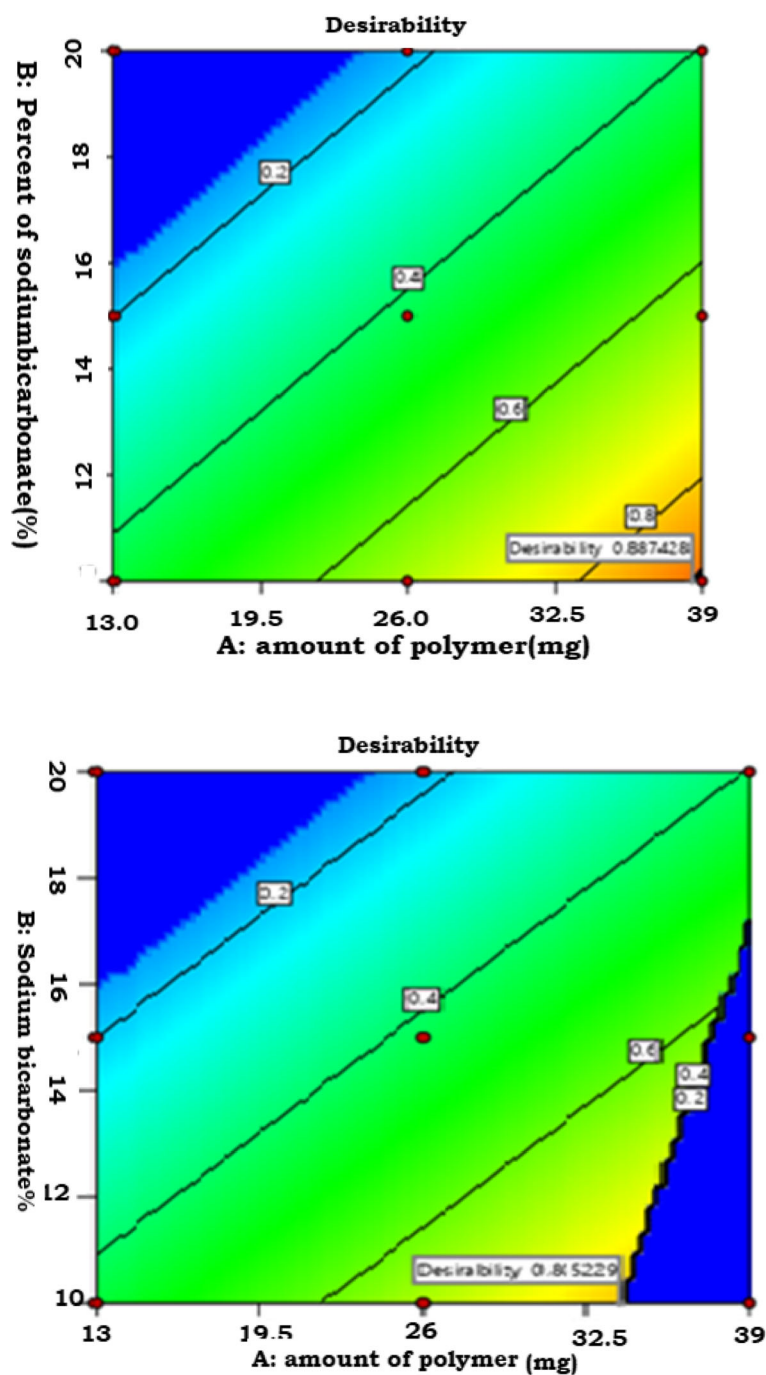 Desirability
B: Percent of sodiumbicarbonate(%)
20
18
16
14
12
0.2
0.4
0.6
0.8
Desirability 0.887428
13.0 19.5 26.0 32.5 39
A: amount of polymer(mg)
Desirability
B: Sodium bicarbonate%
20
18
16
14
12
10
0.2
0.4
0.6
0.4
0.2
Desirability
13 19.5 26 32.5 39
A: amount of polymer (mg)